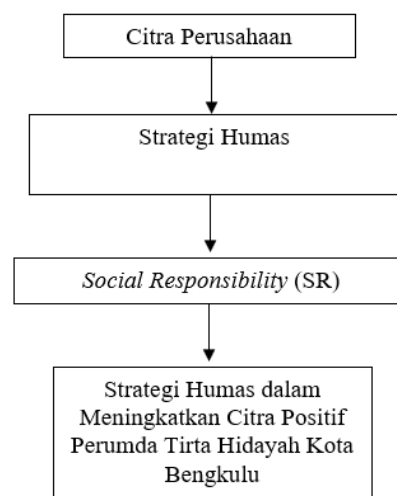 Citra Perusahaan
Strategi Humas
Social Responsibility (SR)
Strategi Humas dalam
Meningkatkan Citra Positif
Perumda Tirta Hidayah Kota
Bengkulu